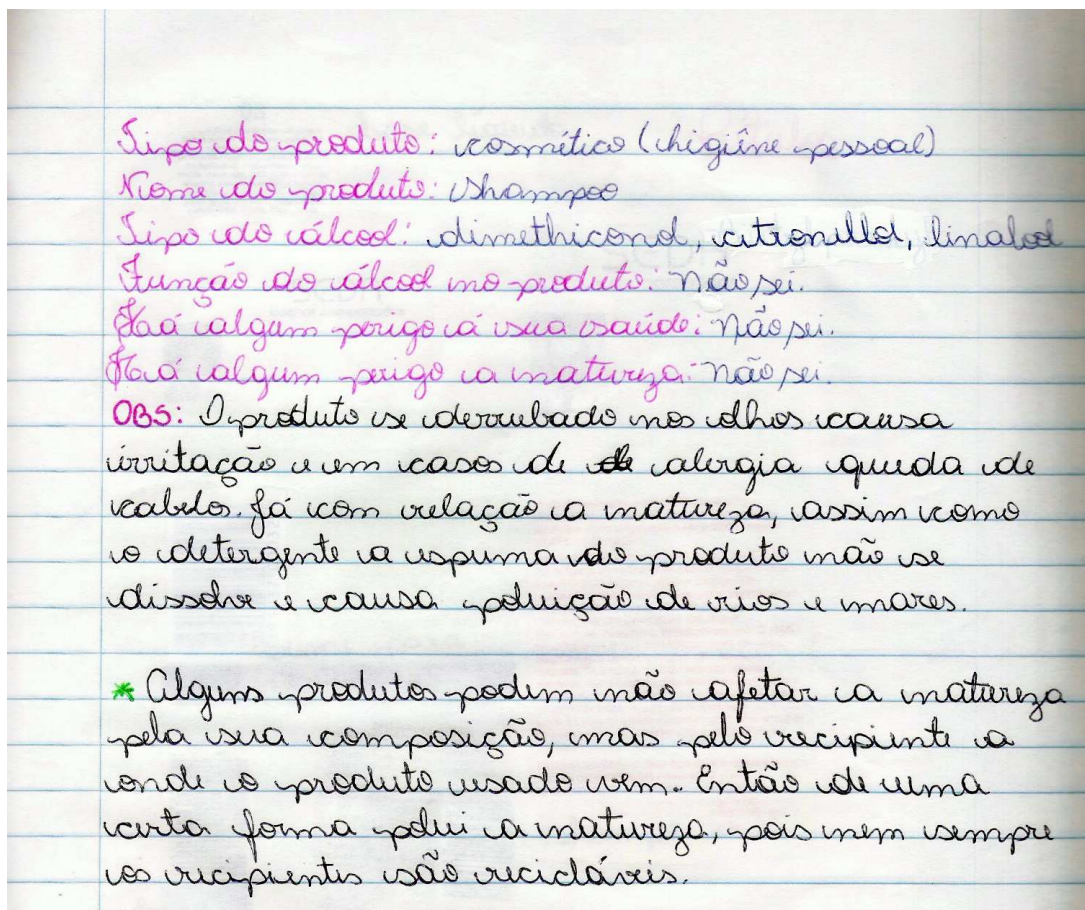 Tipo do produto: cosmético (higiêne pessoal)
Nome do produto: Shampoo
Tipo do álcool: dimethiconol, citronellol, linalool
Função do álcool no produto: Não sei.
Há algum perigo á sua saúde: Não sei.
Há algum perigo a natureza: Não sei.
OBS: O produto se derrubado nos olhos causa
irritação e em casos de alergia queda de
cabelos. Já com relação a natureza, assim como
o detergente a espuma do produto não se
dissolve e causa poluição de rios e mares.
* Alguns produtos podem não afetar a natureza
pela sua composição, mas pelo recipiente a
onde o produto usado vem. Então de uma
certa forma polui a natureza, pois nem sempre
os recipientes são recicláveis.